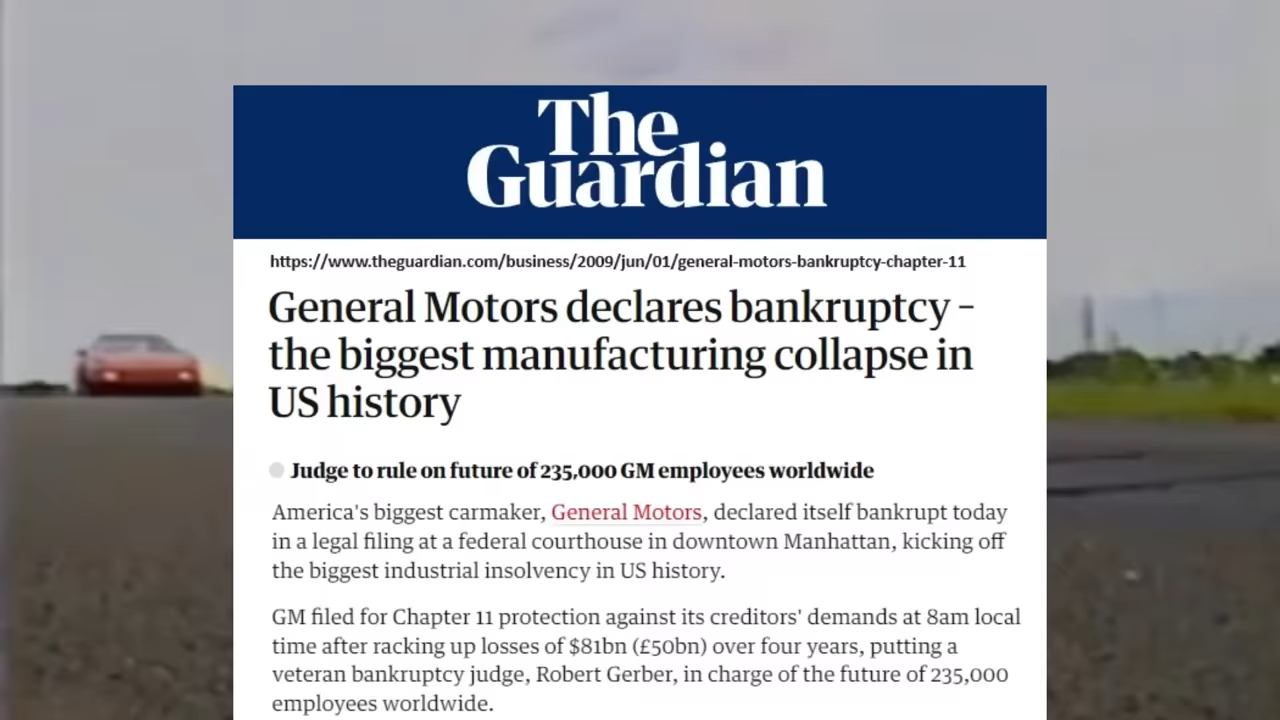 The
Guardian
https://www.theguardian.com/business/2009/jun/01/general-motors-bankruptcy-chapter-11
General Motors declares bankruptcy –
the biggest manufacturing collapse in
US history
Judge to rule on future of 235,000 GM employees worldwide
America's biggest carmaker, General Motors, declared itself bankrupt today
in a legal filing at a federal courthouse in downtown Manhattan, kicking off
the biggest industrial insolvency in US history.
GM filed for Chapter 11 protection against its creditors' demands at 8am local
time after racking up losses of $81bn (£50bn) over four years, putting a
veteran bankruptcy judge, Robert Gerber, in charge of the future of 235,000
employees worldwide.